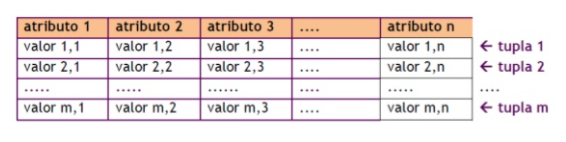 atributo 1 atributo 2 atributo 3 .... atributo n
valor 1,1 valor 1,2 valor 1,3 .... valor 1,n ← tupla 1
valor 2,1 valor 2,2 valor 2,3 .... valor 2,n ← tupla 2
..... ..... ...... .... ..... ....
valor m,1 valor m,2 valor m,3 .... valor m,n ← tupla m